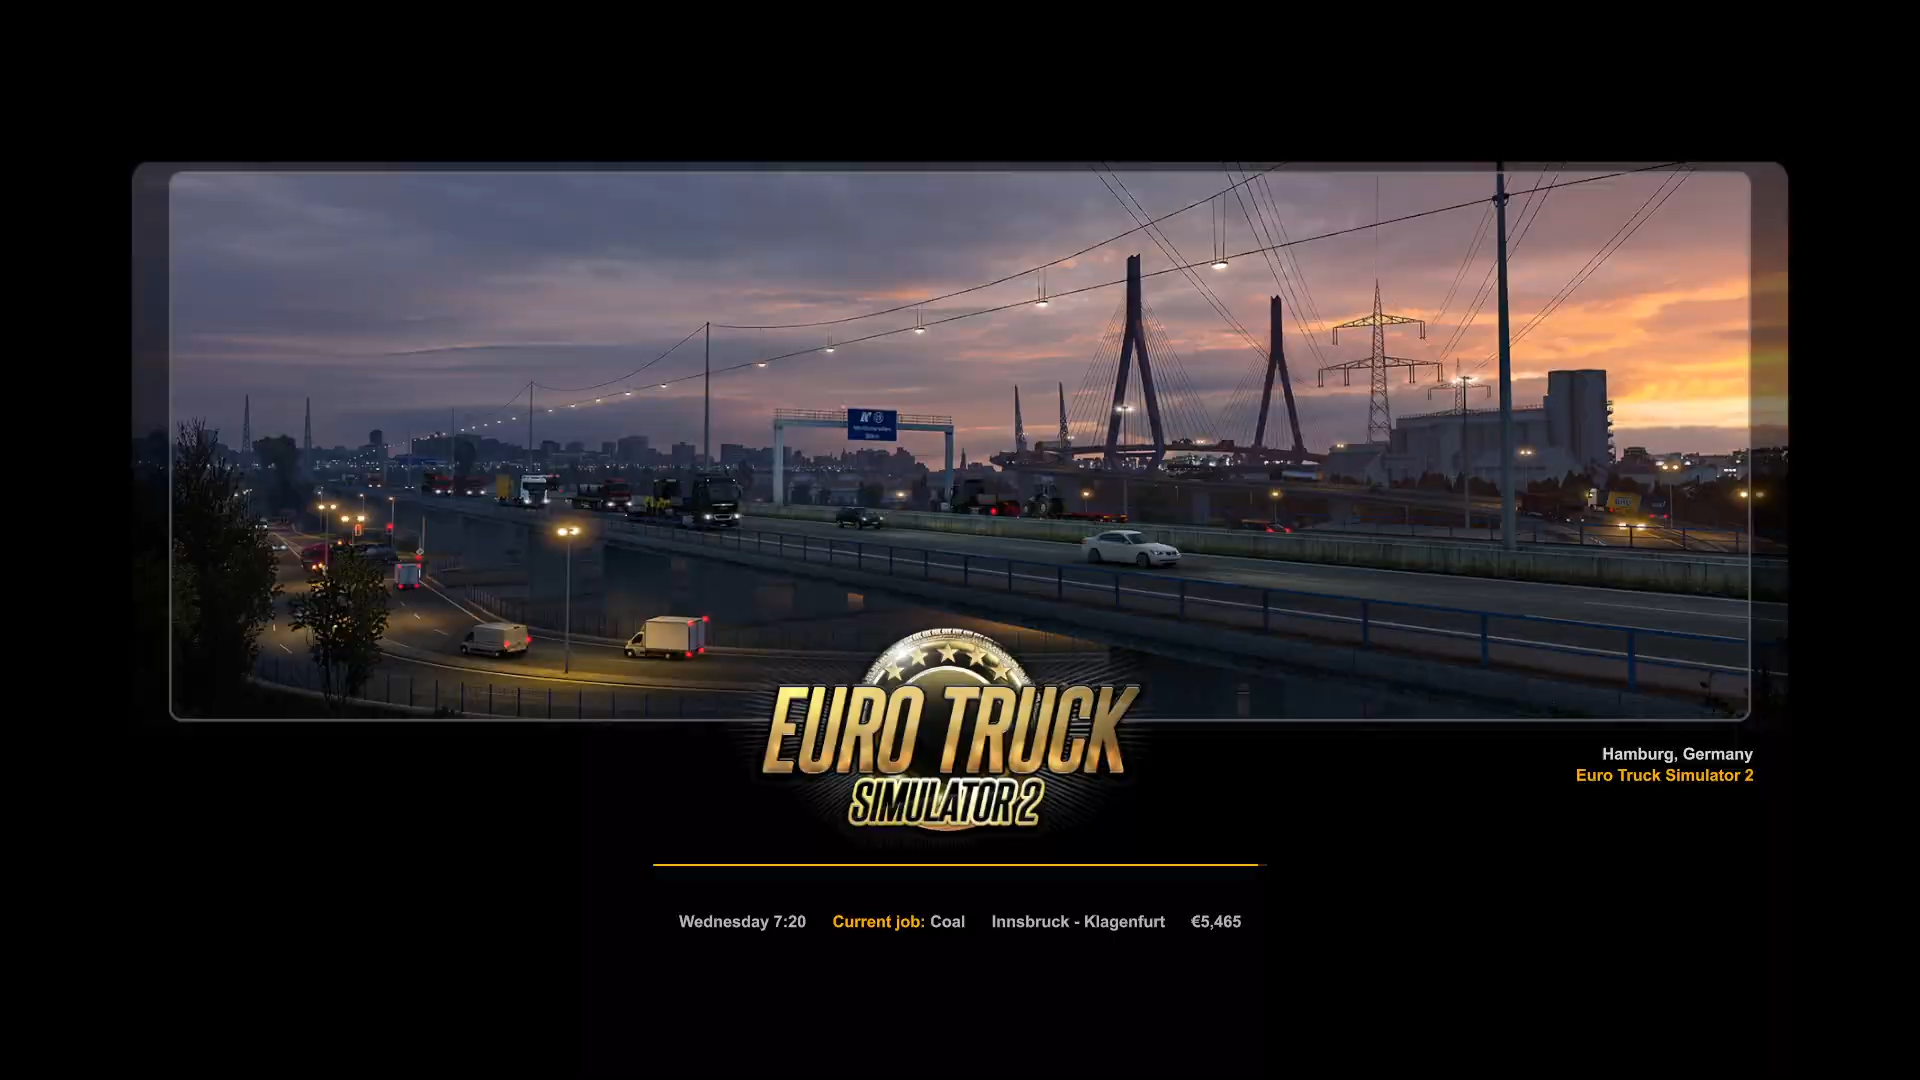 EURO TRUCK
SIMULATOR 2
Hamburg, Germany
Euro Truck Simulator 2
Wednesday 7:20 Current job: Coal Innsbruck - Klagenfurt €5,465